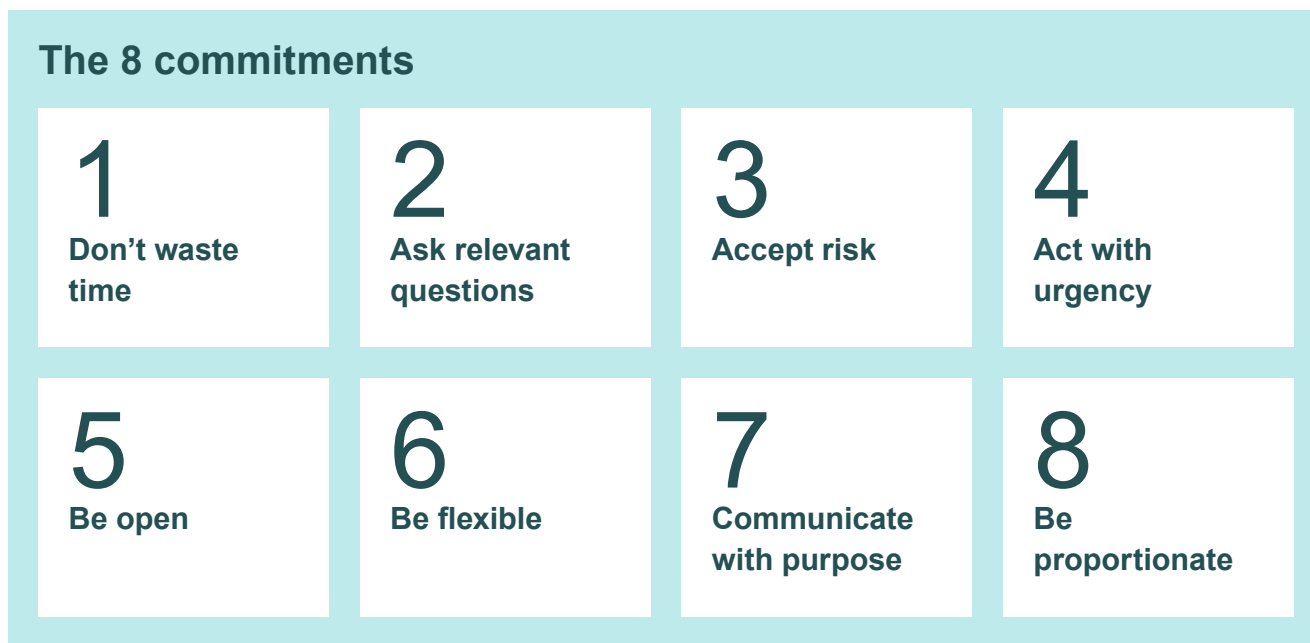 The 8 commitments
1
Don’t waste
time
2
Ask relevant
questions
3
Accept risk
4
Act with
urgency
5
Be open
6
Be flexible
7
Communicate
with purpose
8
Be
proportionate